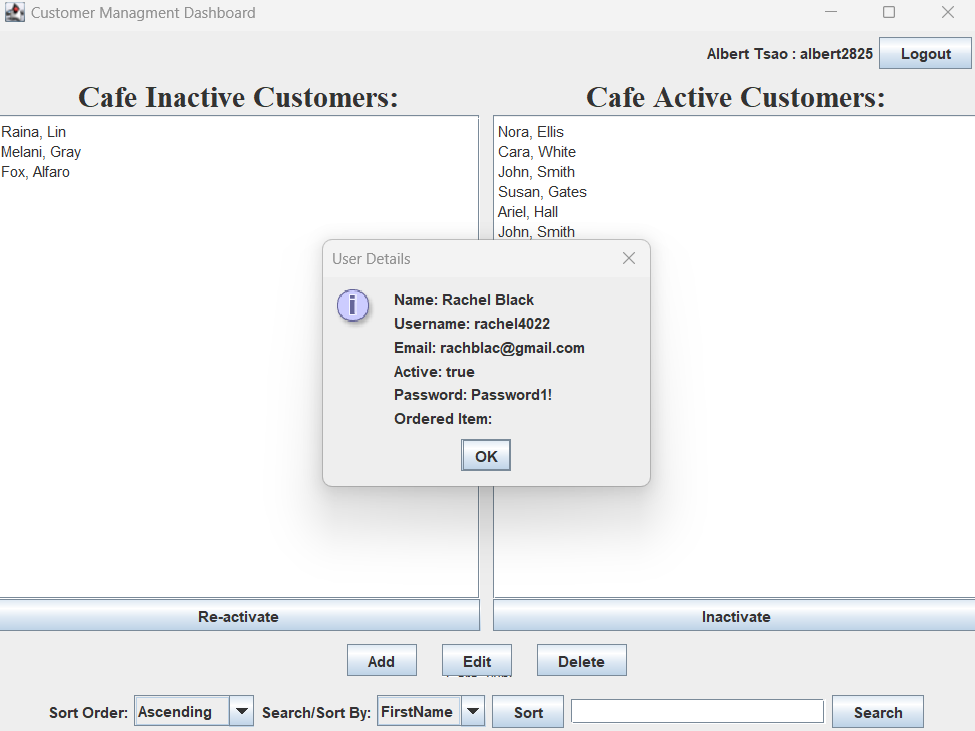 Customer Managment Dashboard
Albert Tsao : albert2825 Logout
Cafe Inactive Customers: Cafe Active Customers:
Raina, Lin
Melani, Gray
Fox, Alfaro
Nora, Ellis
Cara, White
John, Smith
Susan, Gates
Ariel, Hall
John, Smith
User Details
i
Name: Rachel Black
Username: rachel4022
Email: rachblac@gmail.com
Active: true
Password: Password1!
Ordered Item:
OK
Re-activate Inactivate
Add Edit Delete
Sort Order: Ascending Search/Sort By: FirstName Sort Search